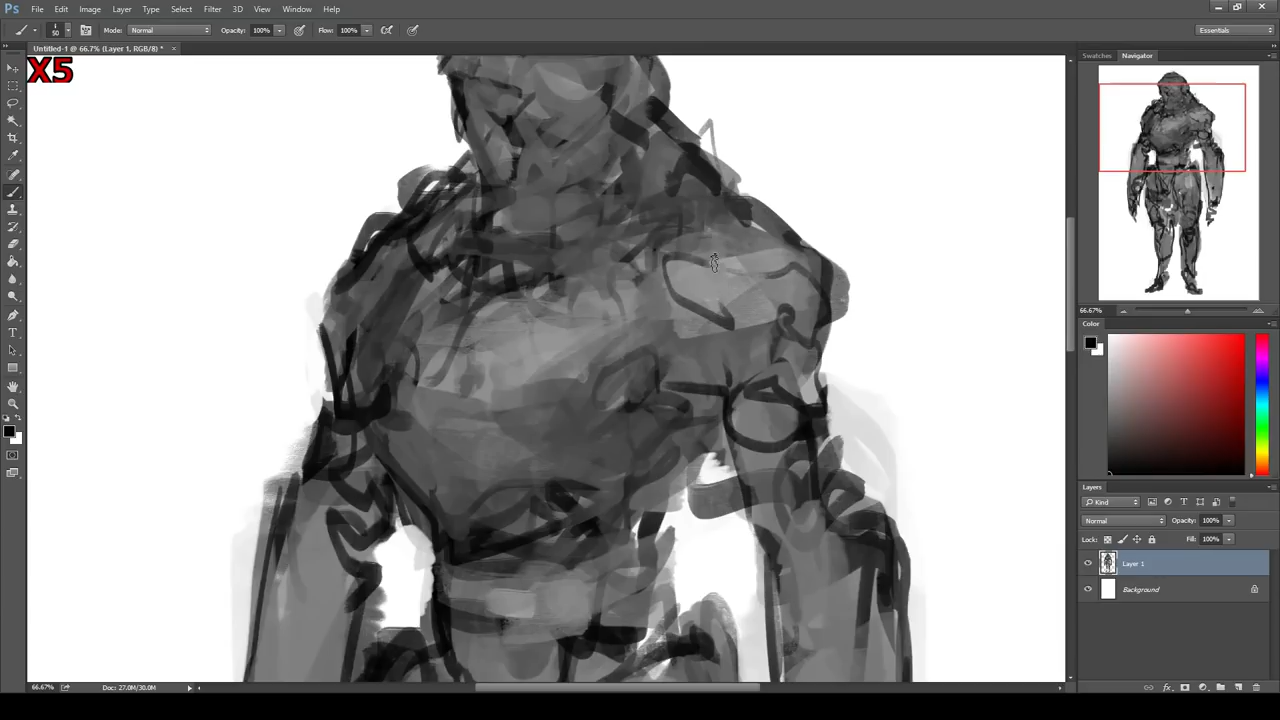 Ps File Edit Image Layer Type Select Filter 3D View Window Help
50 Mode: Normal Opacity: 100% Flow: 100% Essentials
Untitled-1 @ 66.7% (Layer 1, RGB/8) * ×
X5
Swatches Navigator
66.67%
Color
Layers
Kind
Normal Opacity: 100%
Lock: Fill: 100%
Layer 1
Background
66.67% Doc: 27.0M/30.0M